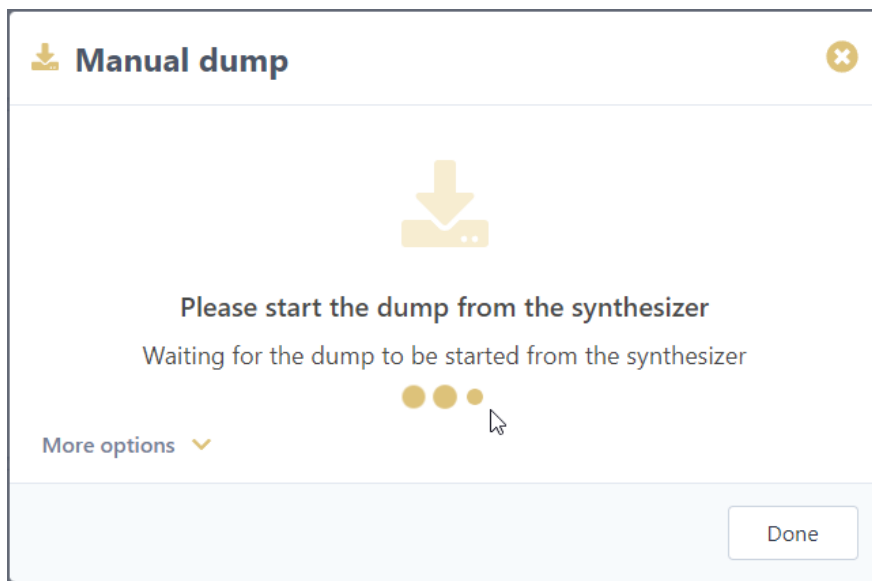 Manual dump
Please start the dump from the synthesizer
Waiting for the dump to be started from the synthesizer
More options
Done